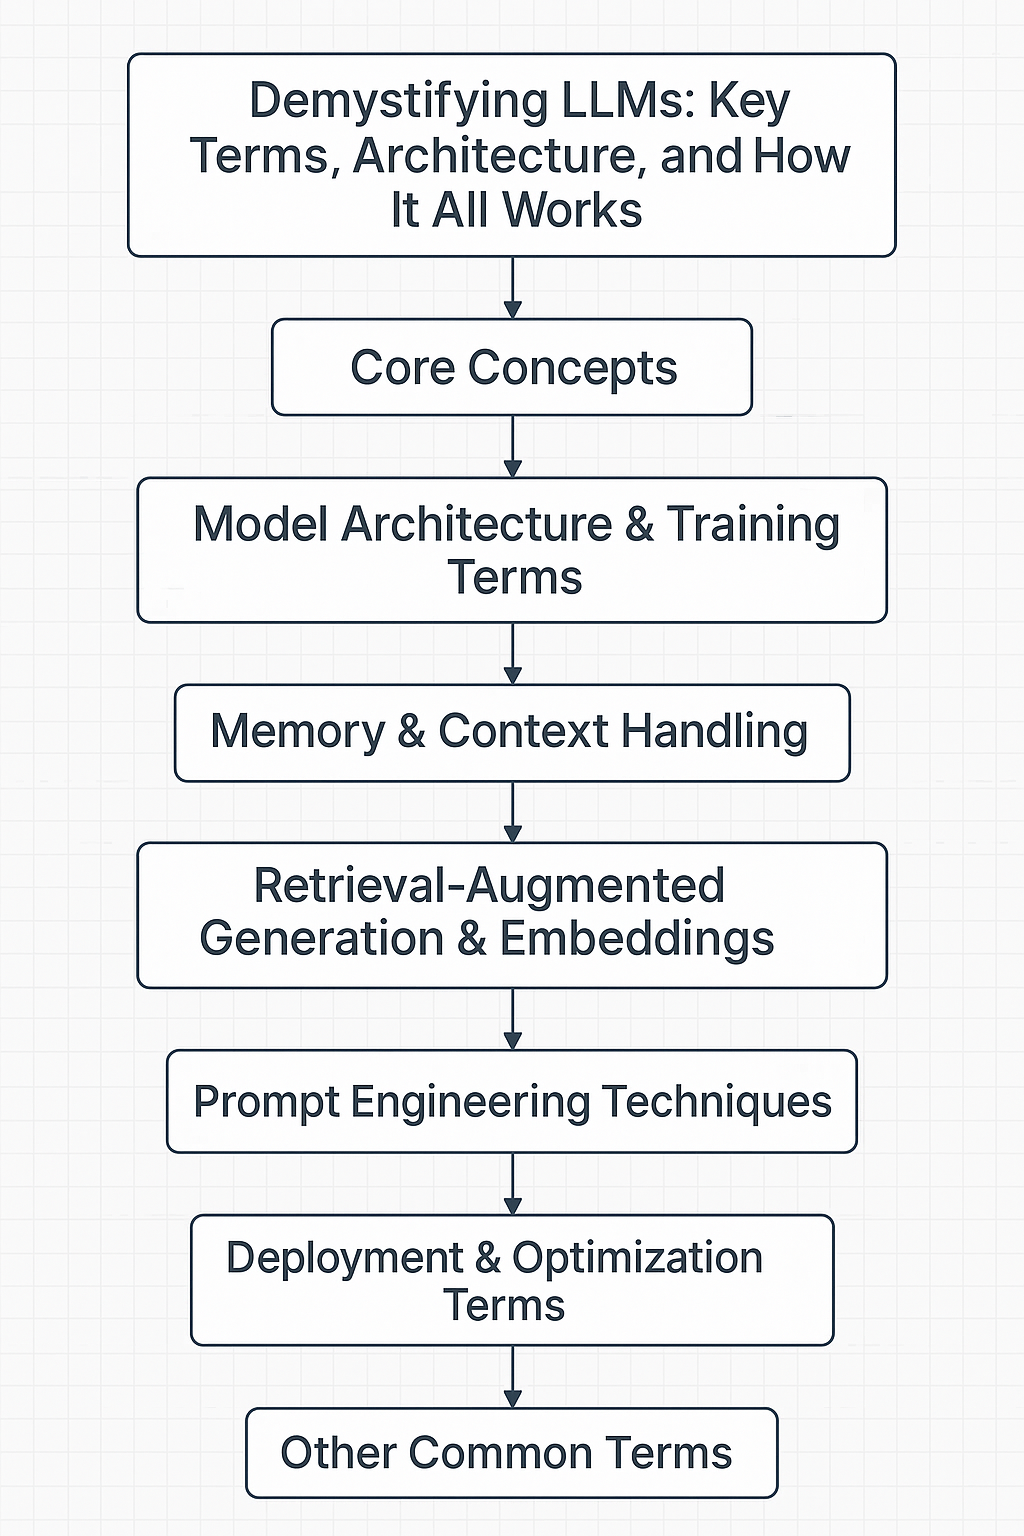 Demystifying LLMs: Key
Terms, Architecture, and How
It All Works
Core Concepts
Model Architecture & Training
Terms
Memory & Context Handling
Retrieval-Augmented
Generation & Embeddings
Prompt Engineering Techniques
Deployment & Optimization
Terms
Other Common Terms